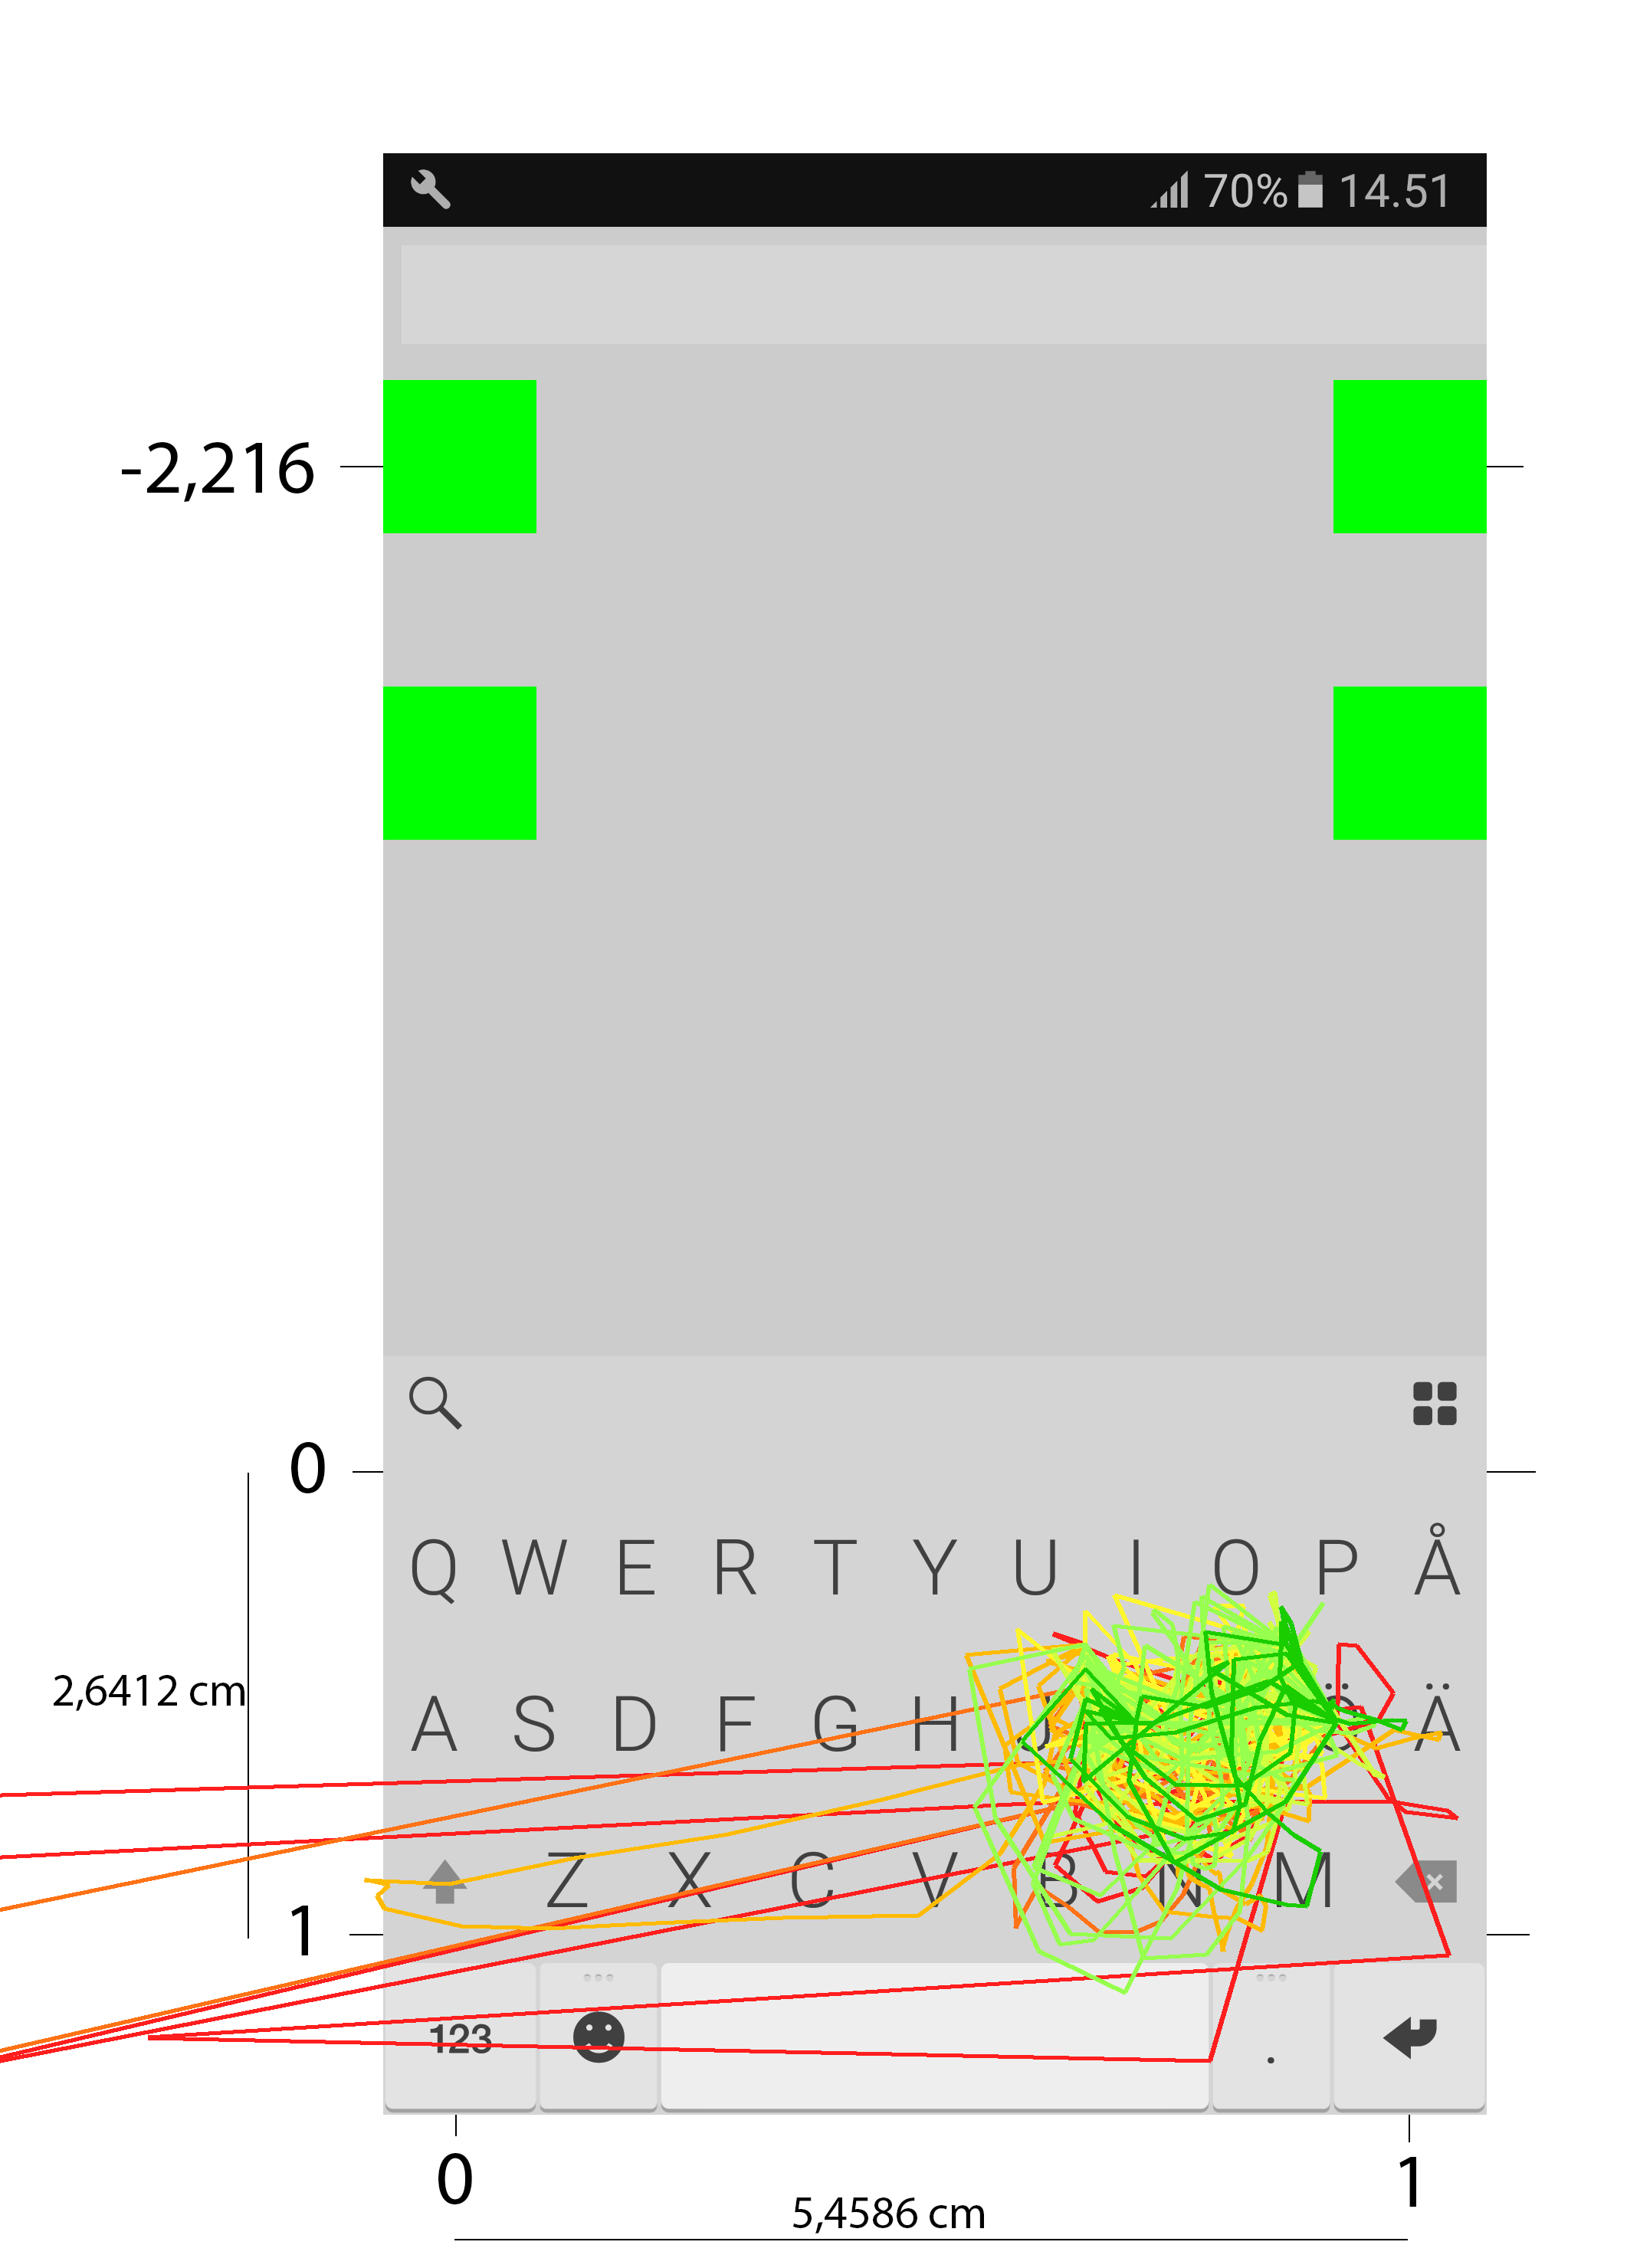 70% 14.51
-2,216
0
Q W E R T Y U I O P Å
2,6412 cm
A S D F G H J Ö Ä
Z X C V B N M
1
123 .
0 1
5,4586 cm